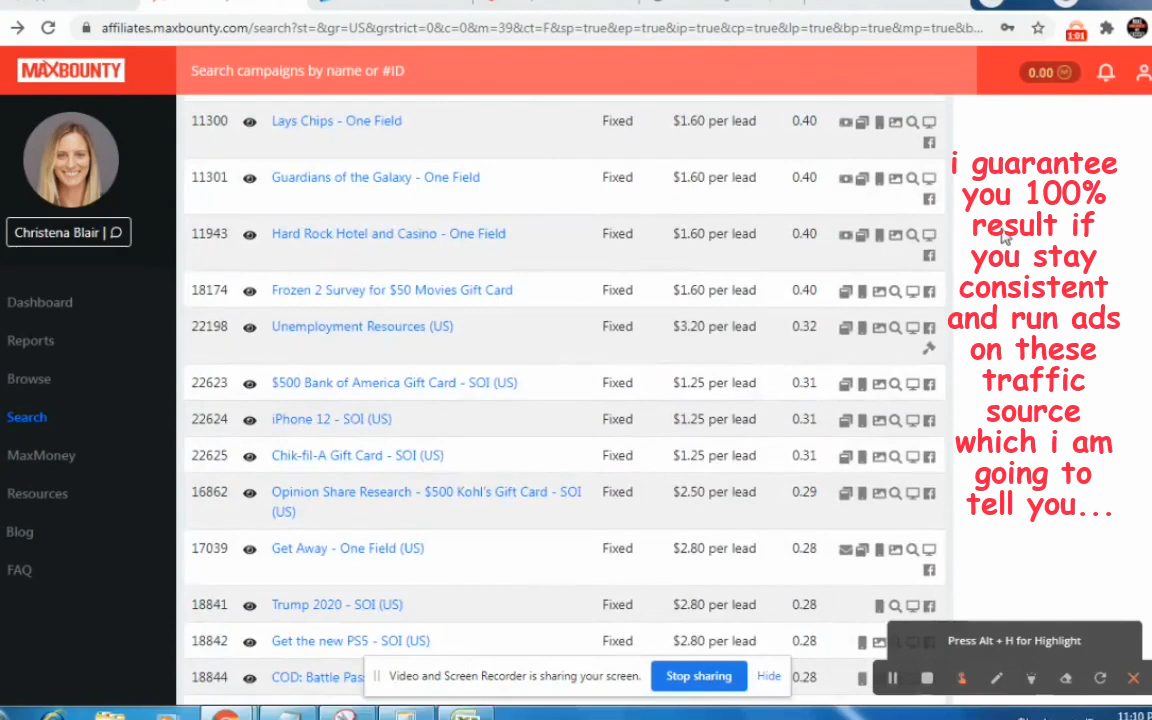 affiliates.maxbounty.com/search?st=&gr=US&grstrict=0&c=0&m=39&ct=F&sp=true&ep=true&ip=true&cp=true&lp=true&bp=true&mp=true&b...
1:01
MAXBOUNTY
Search campaigns by name or #ID
0.00
Christena Blair |
Dashboard
Reports
Browse
Search
MaxMoney
Resources
Blog
FAQ
11300 Lays Chips - One Field Fixed $1.60 per lead 0.40
11301 Guardians of the Galaxy - One Field Fixed $1.60 per lead 0.40
11943 Hard Rock Hotel and Casino - One Field Fixed $1.60 per lead 0.40
18174 Frozen 2 Survey for $50 Movies Gift Card Fixed $1.60 per lead 0.40
22198 Unemployment Resources (US) Fixed $3.20 per lead 0.32
22623 $500 Bank of America Gift Card - SOI (US) Fixed $1.25 per lead 0.31
22624 iPhone 12 - SOI (US) Fixed $1.25 per lead 0.31
22625 Chik-fil-A Gift Card - SOI (US) Fixed $1.25 per lead 0.31
16862 Opinion Share Research - $500 Kohl's Gift Card - SOI Fixed $2.50 per lead 0.29
(US)
17039 Get Away - One Field (US) Fixed $2.80 per lead 0.28
18841 Trump 2020 - SOI (US) Fixed $2.80 per lead 0.28
18842 Get the new PS5 - SOI (US) Fixed $2.80 per lead 0.28
18844 COD: Battle Pas 0.28
i guarantee
you 100%
result if
you stay
consistent
and run ads
on these
traffic
source
which i am
going to
tell you...
Press Alt + H for Highlight
Video and Screen Recorder is sharing your screen.
Stop sharing
Hide
11:10 P